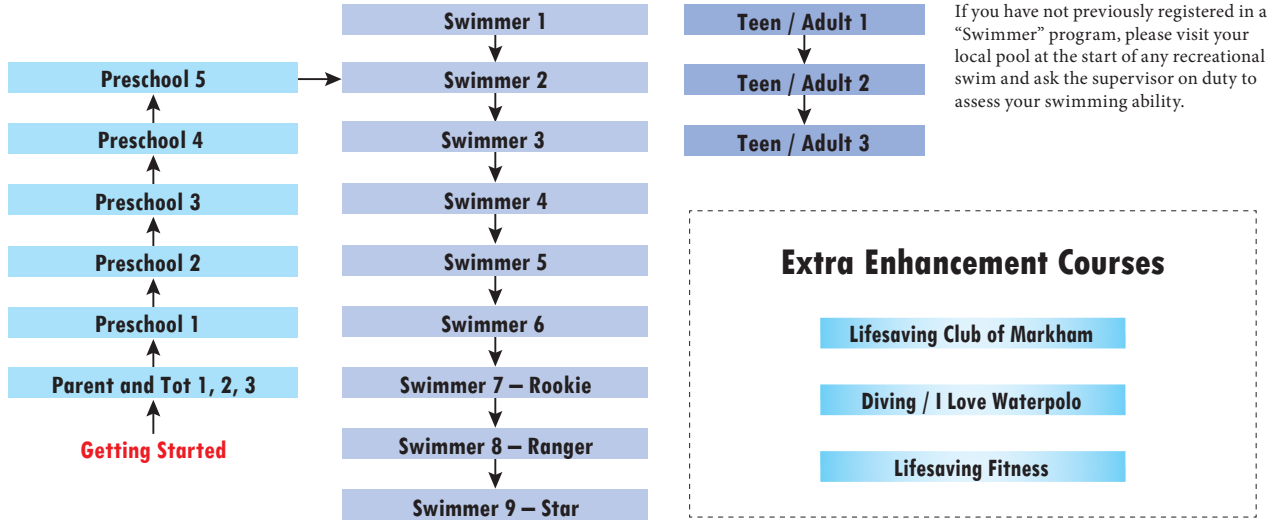 Preschool 5
Preschool 4
Preschool 3
Preschool 2
Preschool 1
Parent and Tot 1, 2, 3
Getting Started
Swimmer 1
Swimmer 2
Swimmer 3
Swimmer 4
Swimmer 5
Swimmer 6
Swimmer 7 – Rookie
Swimmer 8 – Ranger
Swimmer 9 – Star
Teen / Adult 1
Teen / Adult 2
Teen / Adult 3
If you have not previously registered in a
“Swimmer” program, please visit your
local pool at the start of any recreational
swim and ask the supervisor on duty to
assess your swimming ability.
Extra Enhancement Courses
Lifesaving Club of Markham
Diving / I Love Waterpolo
Lifesaving Fitness